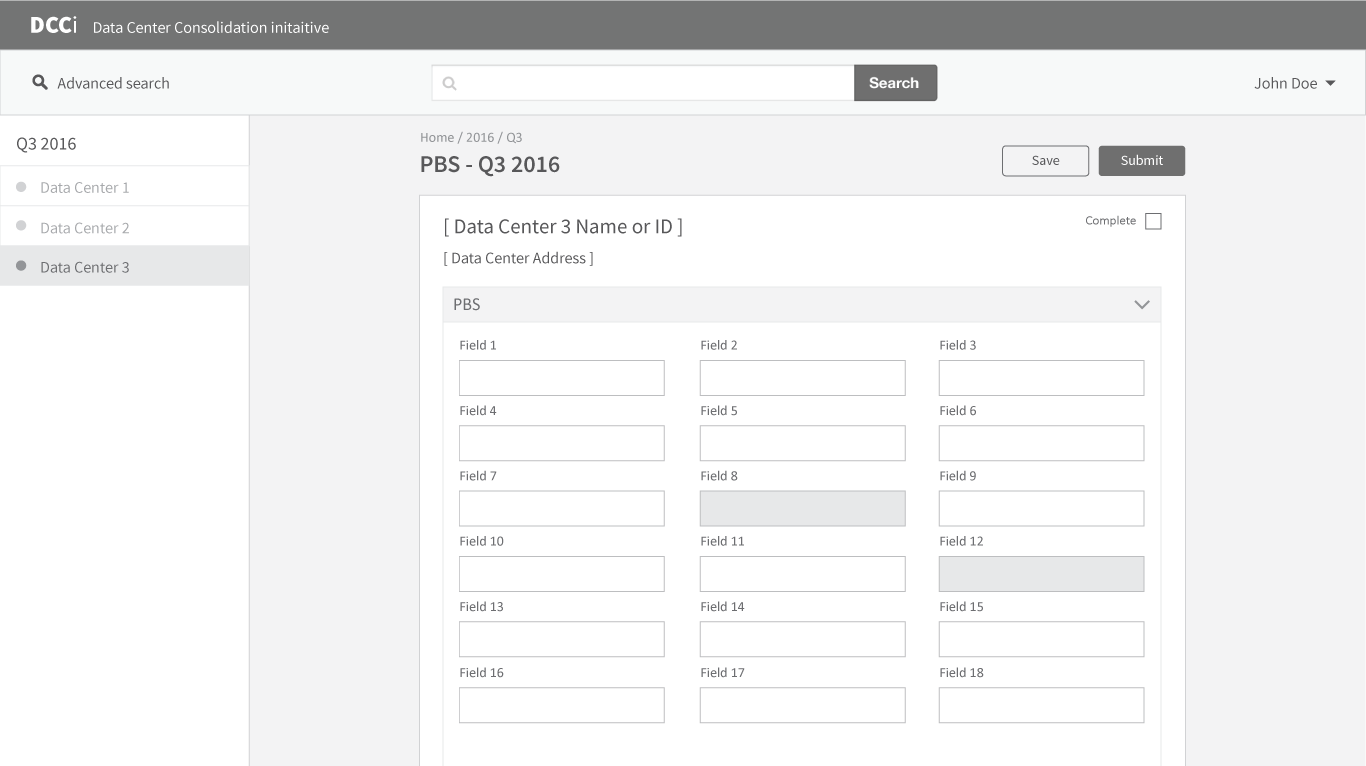 DCCi Data Center Consolidation initaitive
Advanced search
Search
John Doe
Q3 2016
Data Center 1
Data Center 2
Data Center 3
Home / 2016 / Q3
PBS - Q3 2016
Save
Submit
[ Data Center 3 Name or ID ]
Complete
[ Data Center Address ]
PBS
Field 1 Field 2 Field 3
Field 4 Field 5 Field 6
Field 7 Field 8 Field 9
Field 10 Field 11 Field 12
Field 13 Field 14 Field 15
Field 16 Field 17 Field 18